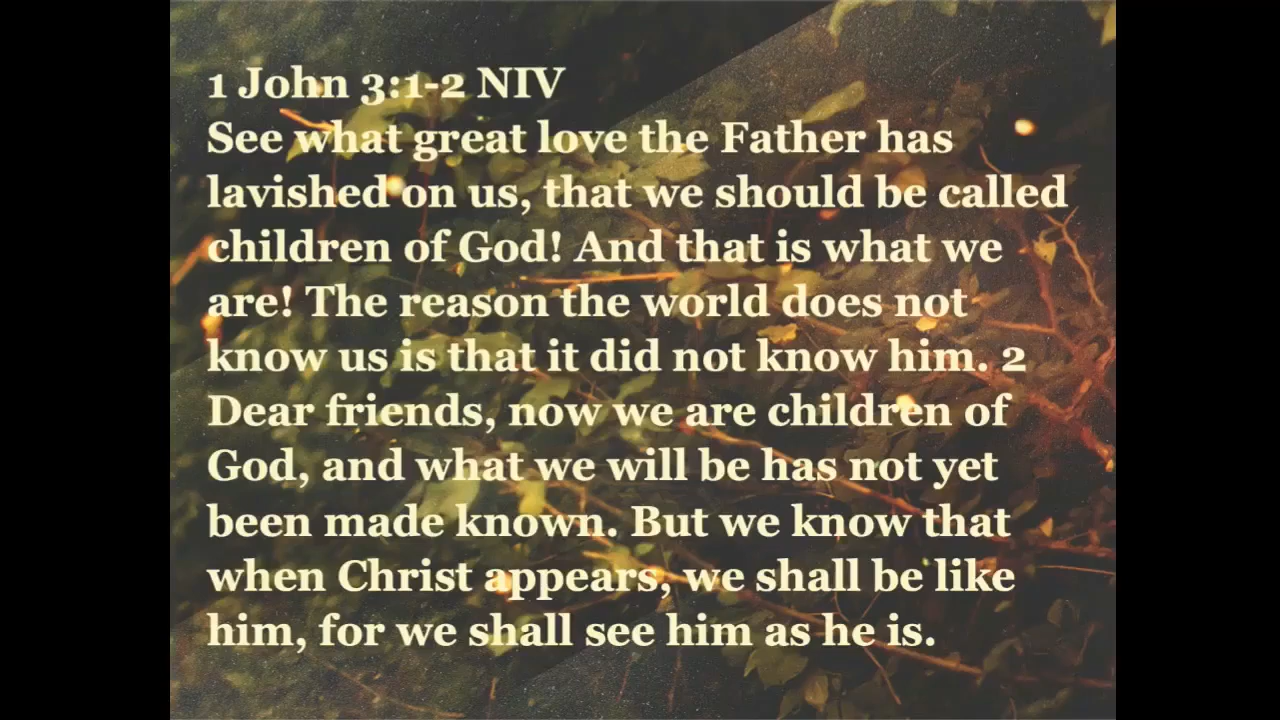 1 John 3:1-2 NIV
See what great love the Father has
lavished on us, that we should be called
children of God! And that is what we
are! The reason the world does not
know us is that it did not know him. 2
Dear friends, now we are children of
God, and what we will be has not yet
been made known. But we know that
when Christ appears, we shall be like
him, for we shall see him as he is.